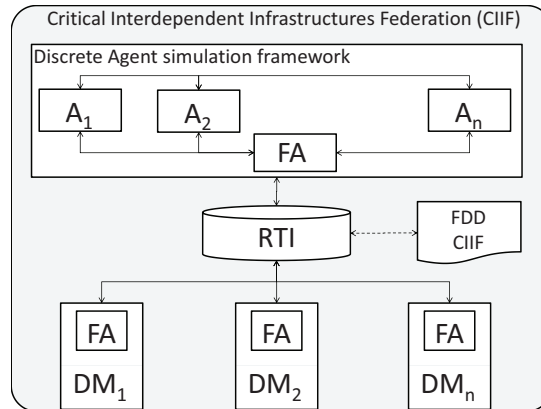 Critical Interdependent Infrastructures Federation (CIIF)
Discrete Agent simulation framework
A₁ A₂ Aₙ
FA
RTI
FDD
CIIF
FA FA FA
DM₁ DM₂ DMₙ